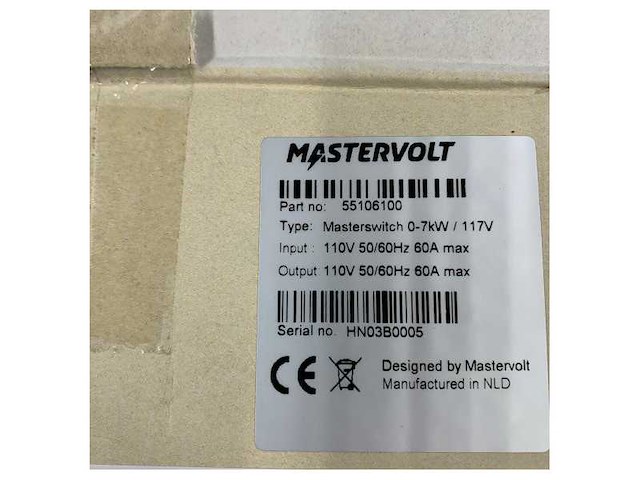 MASTERVOLT
Part no: 55106100
Type: Masterswitch 0-7kW / 117V
Input : 110V 50/60Hz 60A max
Output 110V 50/60Hz 60A max
Serial no. HN03B0005
CE Designed by Mastervolt
Manufactured in NLD